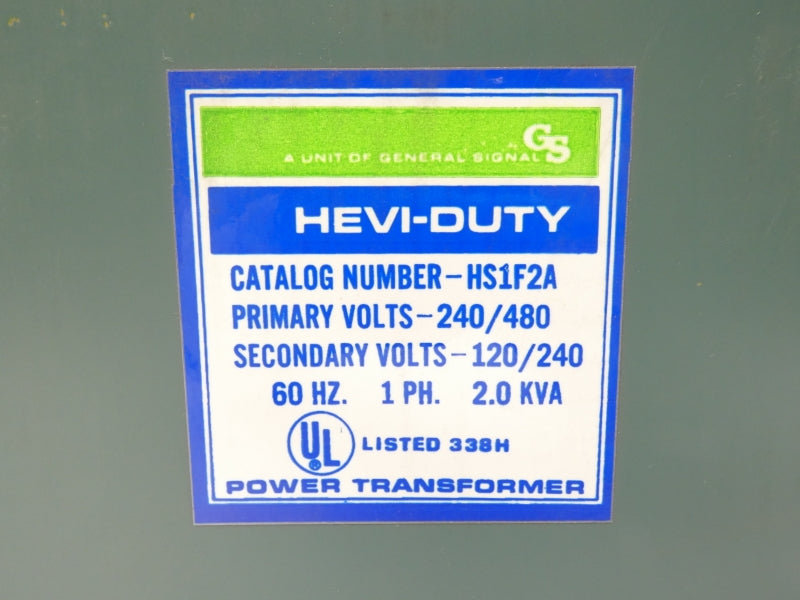 GS
A UNIT OF GENERAL SIGNAL
HEVI-DUTY
CATALOG NUMBER-HS1F2A
PRIMARY VOLTS-240/480
SECONDARY VOLTS-120/240
60 HZ. 1 PH. 2.0 KVA
UL® LISTED 338H
POWER TRANSFORMER